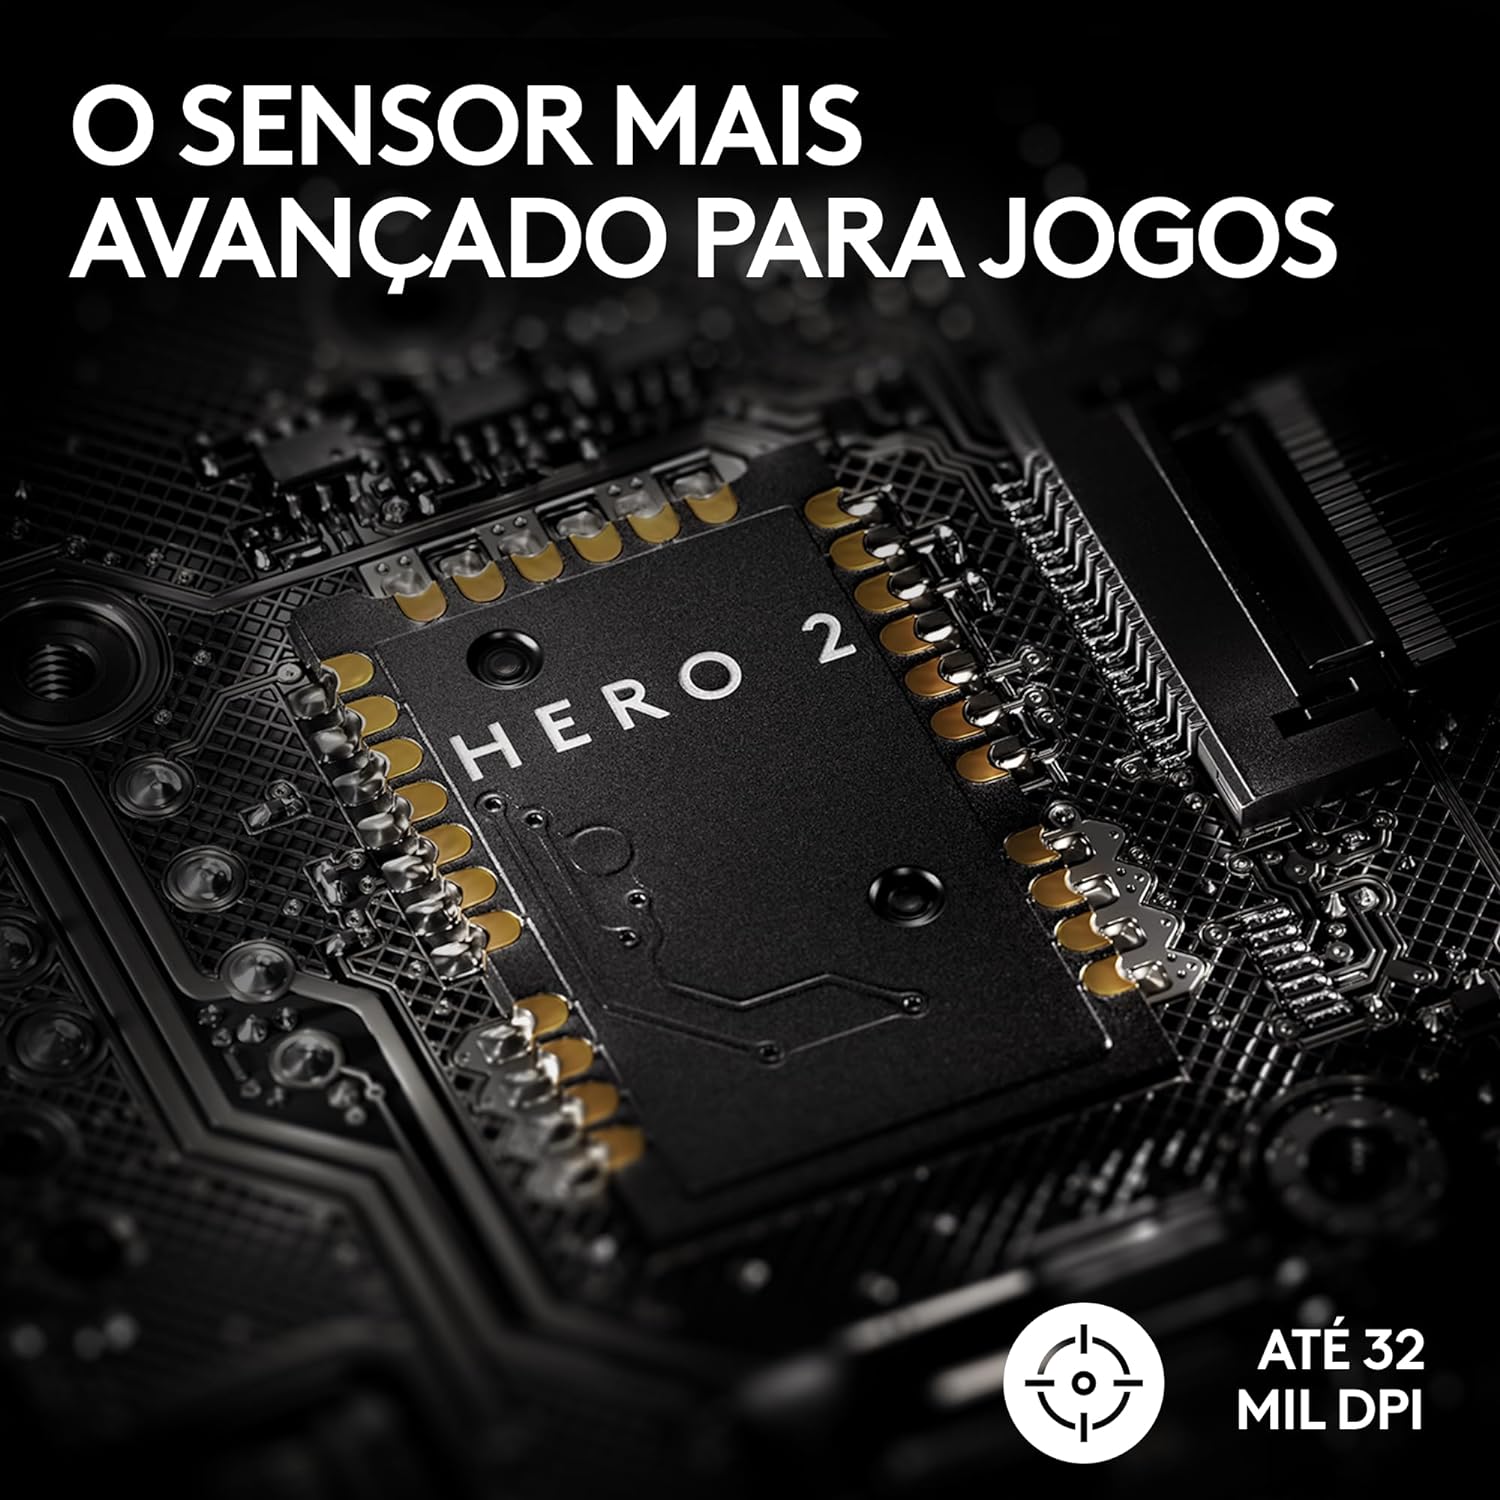 O SENSOR MAIS
AVANÇADO PARA JOGOS
HERO 2
ATÉ 32
MIL DPI